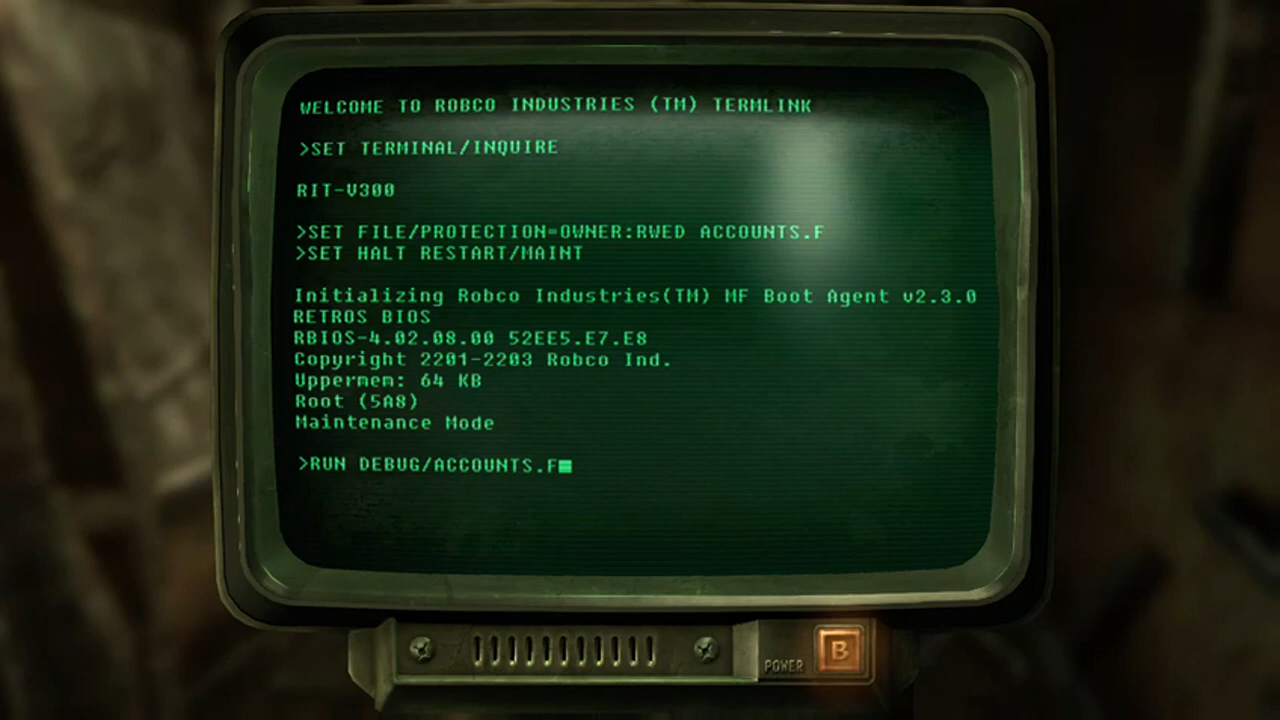 WELCOME TO ROBCO INDUSTRIES (TM) TERMLINK
>SET TERMINAL/INQUIRE
RIT-V300
>SET FILE/PROTECTION=OWNER:RWED ACCOUNTS.F
>SET HALT RESTART/MAINT
Initializing Robco Industries(TM) MF Boot Agent v2.3.0
RETROS BIOS
RBIOS-4.02.08.00 52EE5.E7.E8
Copyright 2201-2203 Robco Ind.
Uppermem: 64 KB
Root (5A8)
Maintenance Mode
>RUN DEBUG/ACCOUNTS.F
POWER B